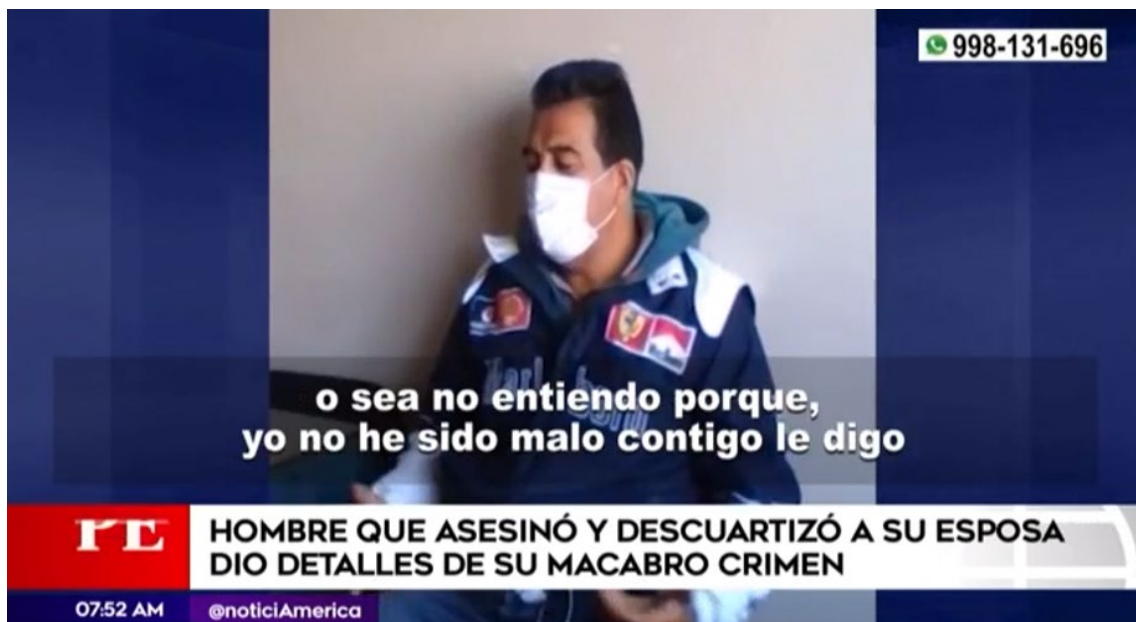 998-131-696
o sea no entiendo porque,
yo no he sido malo contigo le digo
HOMBRE QUE ASESINÓ Y DESCUARTIZÓ A SU ESPOSA
DIO DETALLES DE SU MACABRO CRIMEN
PE
07:52 AM @noticiAmerica